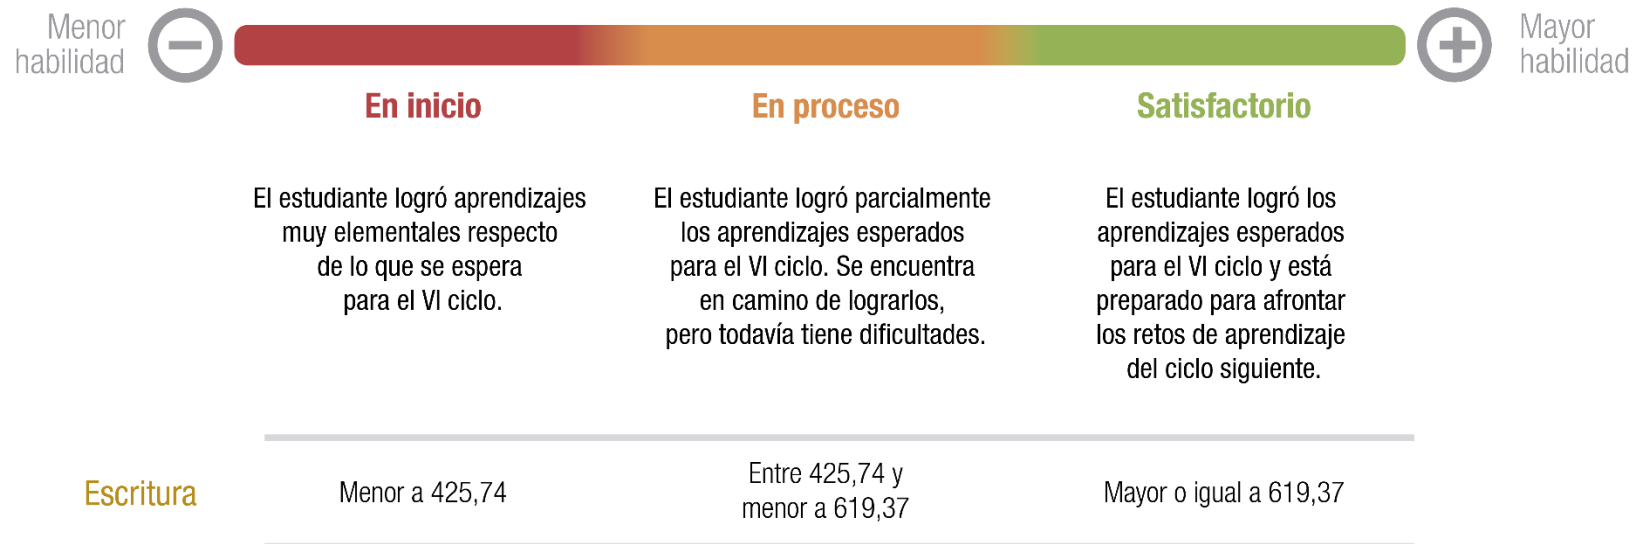 Menor
habilidad
Mayor
habilidad
En inicio
En proceso
Satisfactorio
El estudiante logró aprendizajes
muy elementales respecto
de lo que se espera
para el VI ciclo.
El estudiante logró parcialmente
los aprendizajes esperados
para el VI ciclo. Se encuentra
en camino de lograrlos,
pero todavía tiene dificultades.
El estudiante logró los
aprendizajes esperados
para el VI ciclo y está
preparado para afrontar
los retos de aprendizaje
del ciclo siguiente.
Escritura
Menor a 425,74
Entre 425,74 y
menor a 619,37
Mayor o igual a 619,37